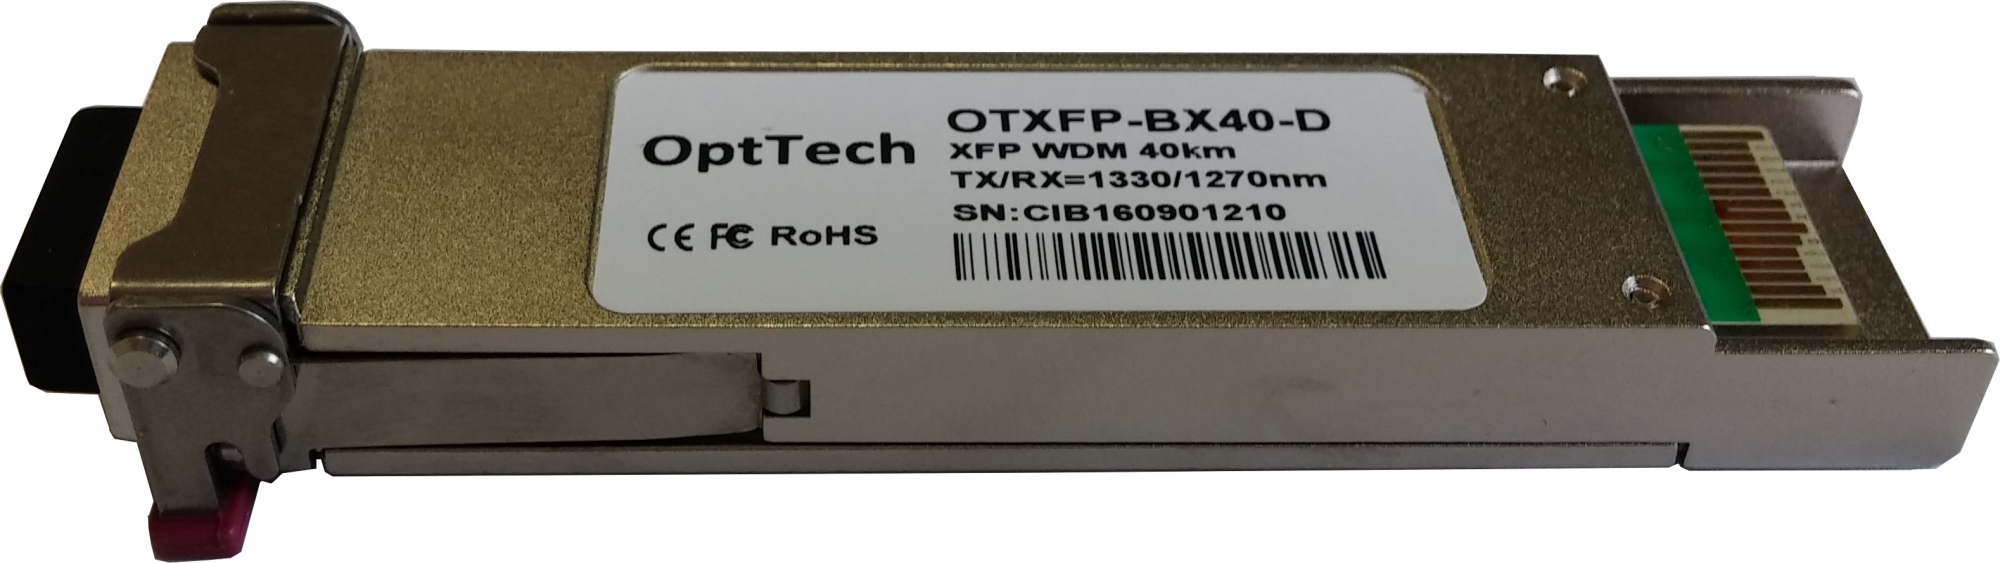 OptTech
CE FC RoHS
OTXFP-BX40-D
XFP WDM 40km
TX/RX=1330/1270nm
SN:CIB160901210